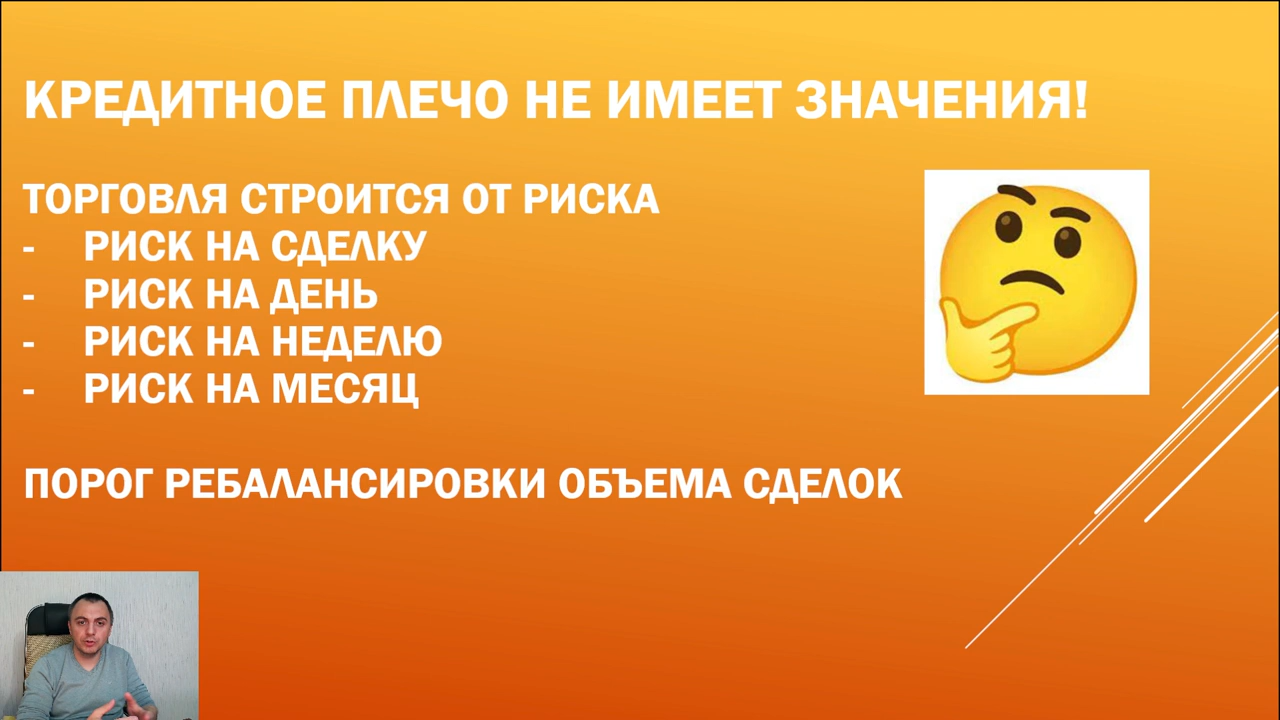 КРЕДИТНОЕ ПЛЕЧО НЕ ИМЕЕТ ЗНАЧЕНИЯ!
ТОРГОВЛЯ СТРОИТСЯ ОТ РИСКА
- РИСК НА СДЕЛКУ
- РИСК НА ДЕНЬ
- РИСК НА НЕДЕЛЮ
- РИСК НА МЕСЯЦ
ПОРОГ РЕБАЛАНСИРОВКИ ОБЪЕМА СДЕЛОК